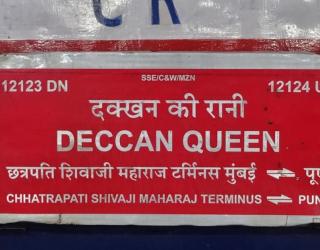 C R
SSE/C&W/MZN
12123 DN 12124 U
दक्खन की रानी
DECCAN QUEEN
छत्रपति शिवाजी महाराज टर्मिनस मुंबई ⇌ पू
CHHATRAPATI SHIVAJI MAHARAJ TERMINUS ⇌ PUN